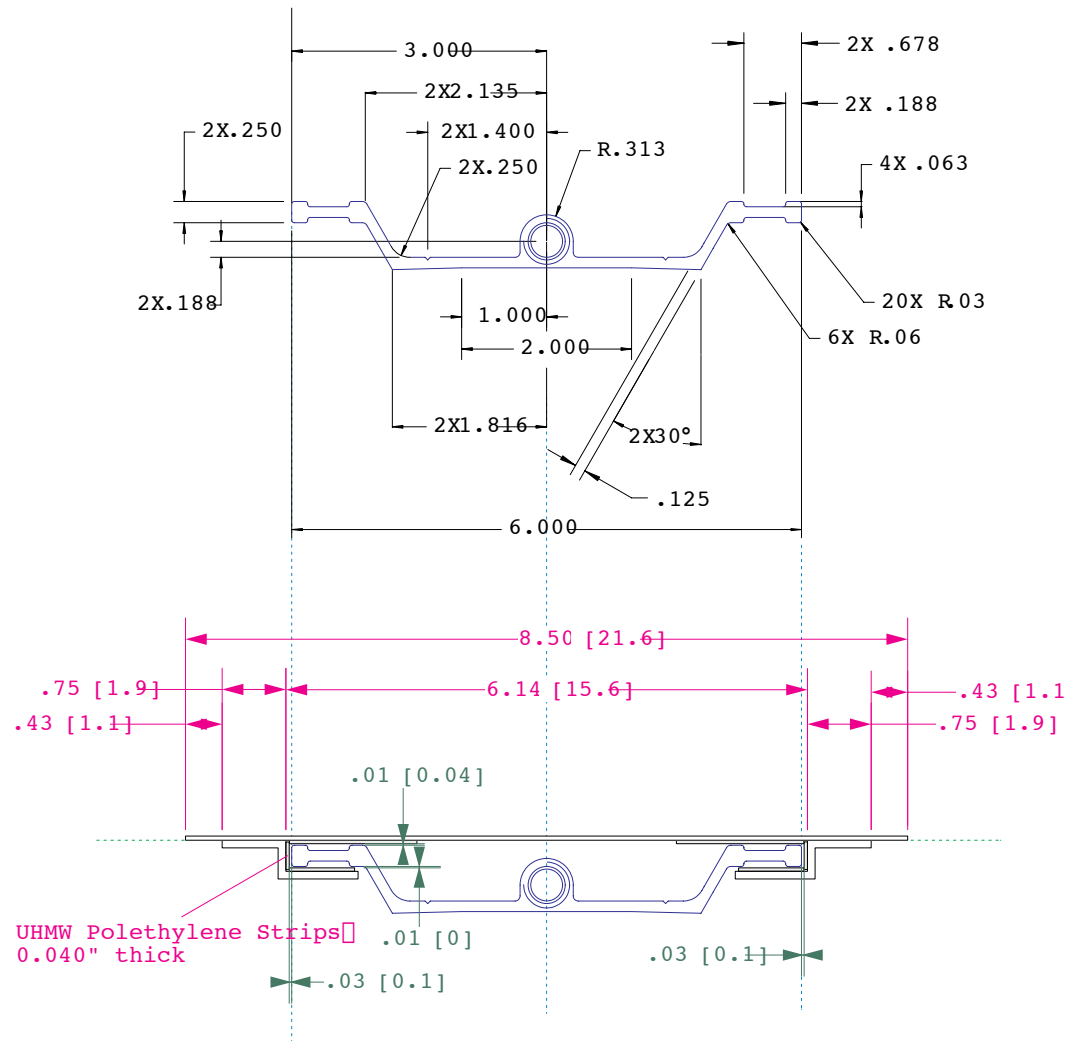 3.000
2X .678
2X2.135
2X .188
2X.250
2X1.400
R.313
2X.250
4X .063
2X.188
1.000
20X R.03
2.000
6X R.06
2X1.816
2X30°
.125
6.000
8.50 [21.6]
.75 [1.9]
6.14 [15.6]
.43 [1.1
.43 [1.1]
.75 [1.9]
.01 [0.04]
UHMW Polethylene Strips
0.040" thick
.01 [0]
.03 [0.1]
.03 [0.1]